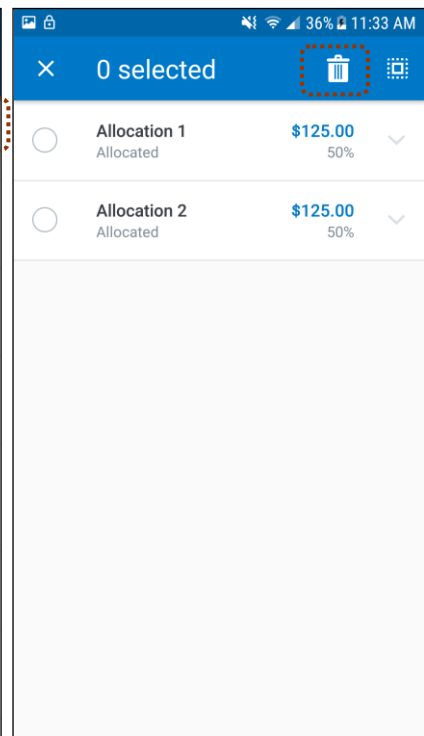 36% 11:33 AM
0 selected
Allocation 1 $125.00
Allocated 50%
Allocation 2 $125.00
Allocated 50%